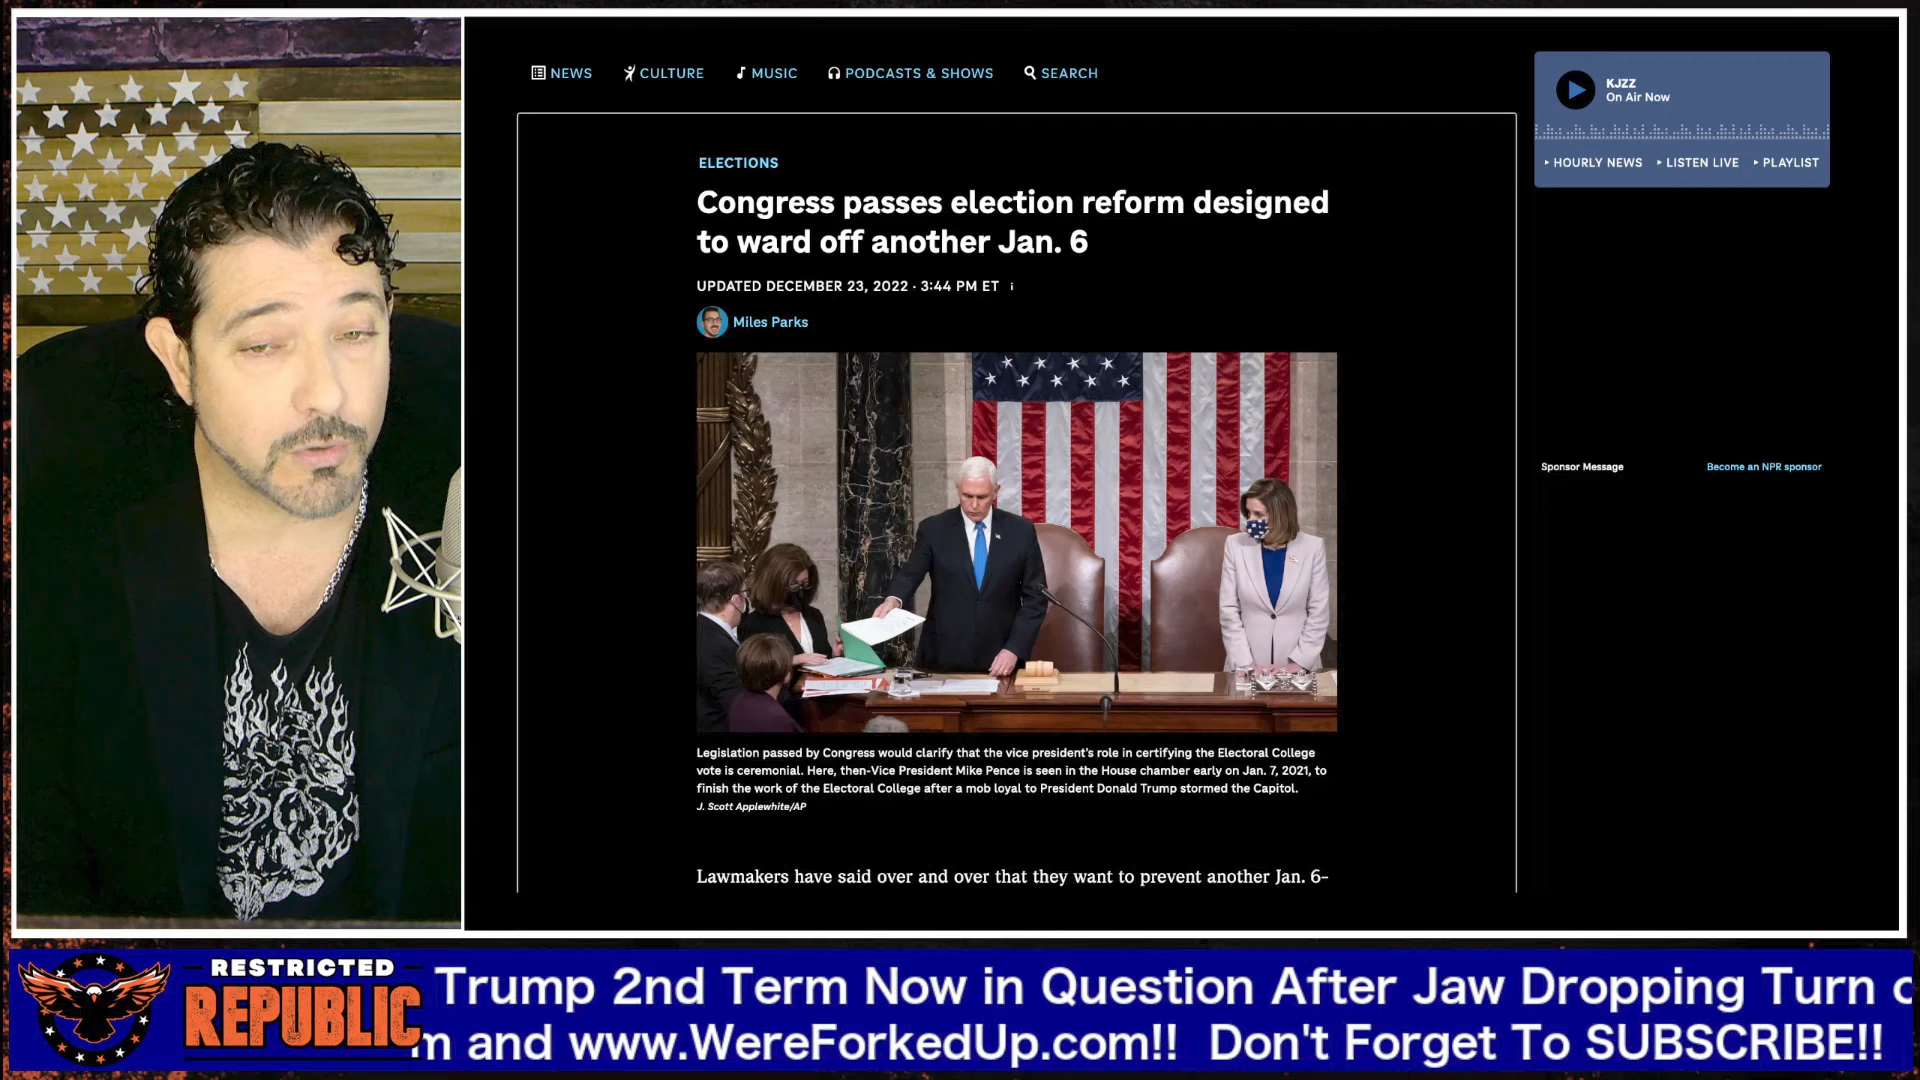 NEWS
CULTURE
MUSIC
PODCASTS & SHOWS
SEARCH
KJZZ
On Air Now
HOURLY NEWS
LISTEN LIVE
PLAYLIST
ELECTIONS
Congress passes election reform designed
to ward off another Jan. 6
UPDATED DECEMBER 23, 2022 · 3:44 PM ET i
Miles Parks
Sponsor Message
Become an NPR sponsor
Legislation passed by Congress would clarify that the vice president's role in certifying the Electoral College
vote is ceremonial. Here, then-Vice President Mike Pence is seen in the House chamber early on Jan. 7, 2021, to
finish the work of the Electoral College after a mob loyal to President Donald Trump stormed the Capitol.
J. Scott Applewhite/AP
Lawmakers have said over and over that they want to prevent another Jan. 6-
RESTRICTED
REPUBLIC
Trump 2nd Term Now in Question After Jaw Dropping Turn
m and www.WereForkedUp.com!! Don't Forget To SUBSCRIBE!!